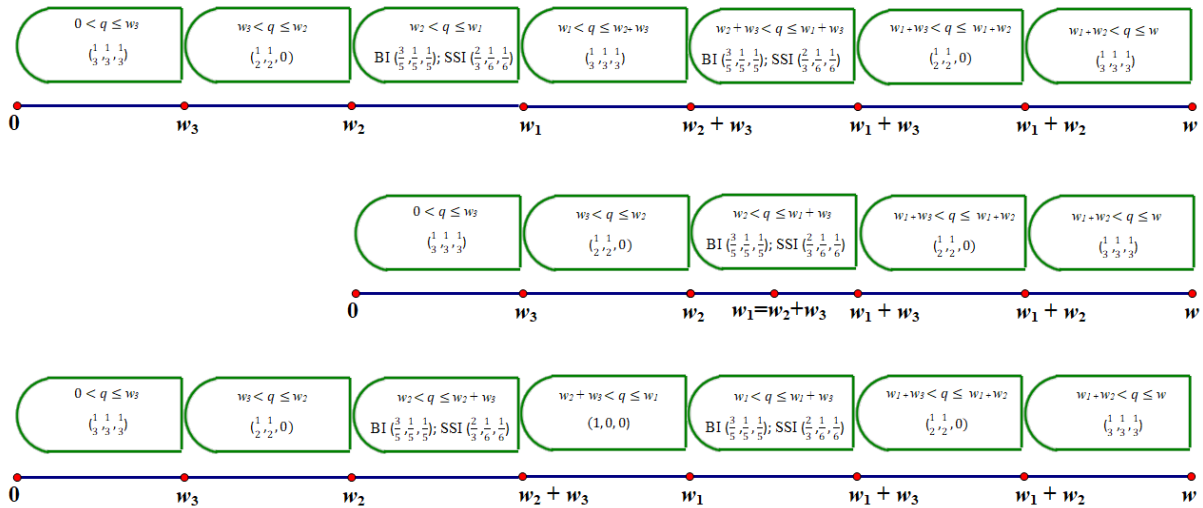 0 < q ≤ w₃
w₃ < q ≤ w₂
w₂ < q ≤ w₁
w₁ < q ≤ w₂+ w₃
w₂ + w₃ < q ≤ w₁ + w₃
w₁+ w₃ < q ≤ w₁+ w₂
w₁+ w₂ < q ≤ w
(1/3,1/3,1/3)
(1/2,1/2,0)
BI (3/5,1/5,1/5); SSI (2/3,1/6,1/6)
(1/3,1/3,1/3)
BI (3/5,1/5,1/5); SSI (2/3,1/6,1/6)
(1/2,1/2,0)
(1/3,1/3,1/3)
0 w₃ w₂ w₁ w₂ + w₃ w₁ + w₃ w₁ + w₂ w
0 < q ≤ w₃
w₃ < q ≤ w₂
w₂ < q ≤ w₁ + w₃
w₁+ w₃ < q ≤ w₁+ w₂
w₁+ w₂ < q ≤ w
(1/3,1/3,1/3)
(1/2,1/2,0)
BI (3/5,1/5,1/5); SSI (2/3,1/6,1/6)
(1/2,1/2,0)
(1/3,1/3,1/3)
0 w₃ w₂ w₁=w₂+w₃ w₁ + w₃ w₁ + w₂ w
0 < q ≤ w₃
w₃ < q ≤ w₂
w₂ < q ≤ w₂ + w₃
w₂ + w₃ < q ≤ w₁
w₁ < q ≤ w₁ + w₃
w₁+ w₃ < q ≤ w₁+ w₂
w₁+ w₂ < q ≤ w
(1/3,1/3,1/3)
(1/2,1/2,0)
BI (3/5,1/5,1/5); SSI (2/3,1/6,1/6)
(1, 0, 0)
BI (3/5,1/5,1/5); SSI (2/3,1/6,1/6)
(1/2,1/2,0)
(1/3,1/3,1/3)
0 w₃ w₂ w₂ + w₃ w₁ w₁ + w₃ w₁ + w₂ w